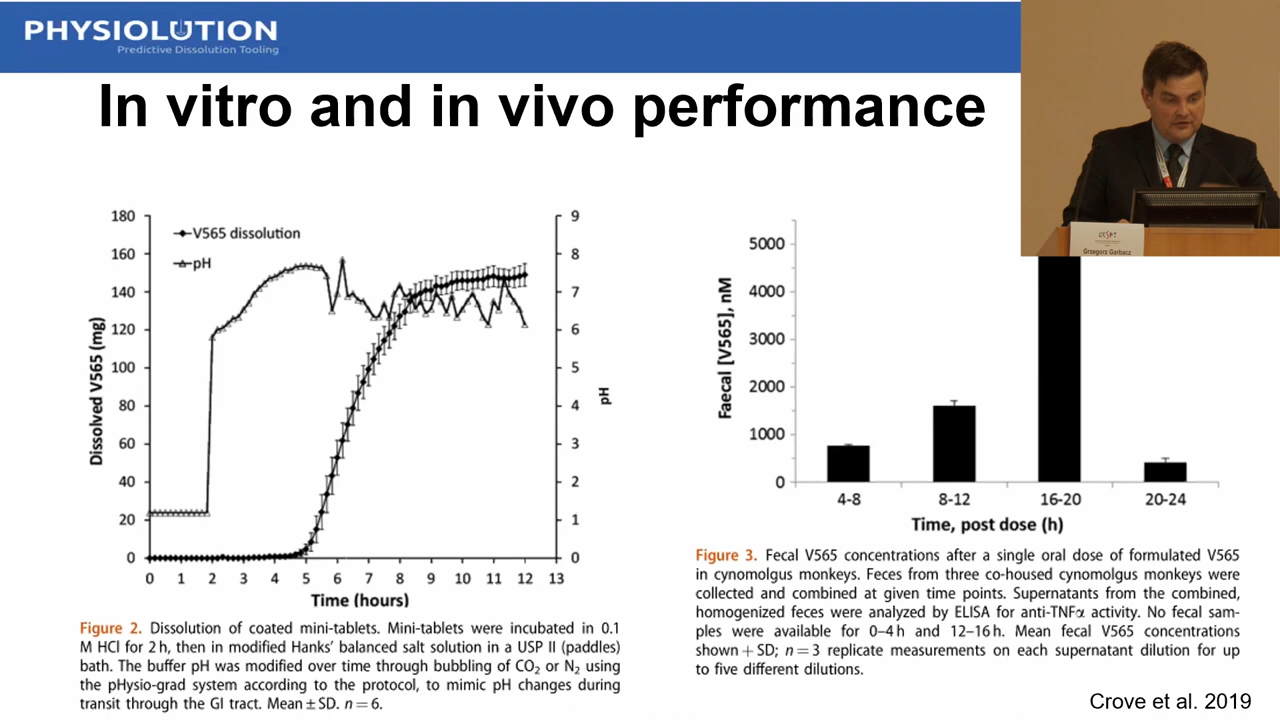 PHYSIOLUTION
Predictive Dissolution Tooling
In vitro and in vivo performance
GESPT
Grzegorz Garbacz
180
160
140
120
100
80
60
40
20
0
Dissolved V565 (mg)
V565 dissolution
pH
9
8
7
6
5
4
3
2
1
0
pH
0 1 2 3 4 5 6 7 8 9 10 11 12 13
Time (hours)
Figure 2. Dissolution of coated mini-tablets. Mini-tablets were incubated in 0.1
M HCl for 2 h, then in modified Hanks’ balanced salt solution in a USP II (paddles)
bath. The buffer pH was modified over time through bubbling of CO₂ or N₂ using
the pHysio-grad system according to the protocol, to mimic pH changes during
transit through the GI tract. Mean ± SD. n = 6.
5000
4000
3000
2000
1000
0
Faecal [V565], nM
4-8 8-12 16-20 20-24
Time, post dose (h)
Figure 3. Fecal V565 concentrations after a single oral dose of formulated V565
in cynomolgus monkeys. Feces from three co-housed cynomolgus monkeys were
collected and combined at given time points. Supernatants from the combined,
homogenized feces were analyzed by ELISA for anti-TNFα activity. No fecal sam-
ples were available for 0–4 h and 12–16 h. Mean fecal V565 concentrations
shown + SD; n = 3 replicate measurements on each supernatant dilution for up
to five different dilutions.
Crove et al. 2019